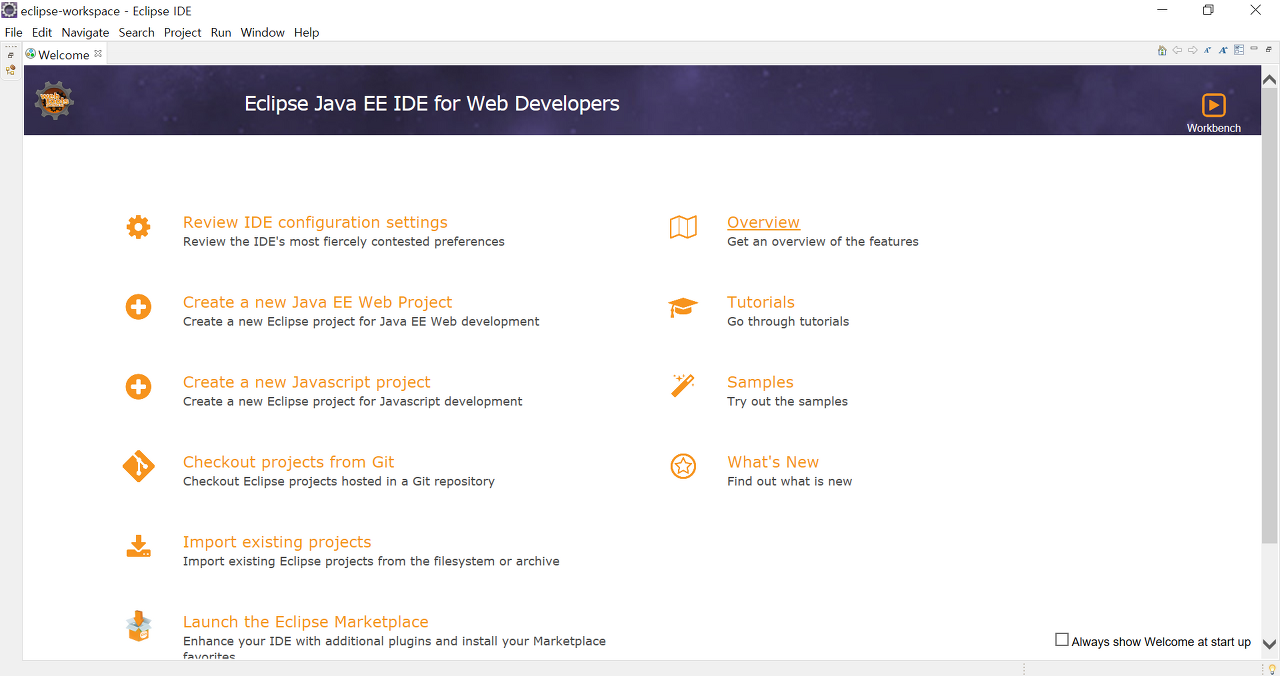 eclipse-workspace - Eclipse IDE
File Edit Navigate Search Project Run Window Help
Welcome
Eclipse Java EE IDE for Web Developers
Workbench
Review IDE configuration settings
Review the IDE's most fiercely contested preferences
Overview
Get an overview of the features
Create a new Java EE Web Project
Create a new Eclipse project for Java EE Web development
Tutorials
Go through tutorials
Create a new Javascript project
Create a new Eclipse project for Javascript development
Samples
Try out the samples
Checkout projects from Git
Checkout Eclipse projects hosted in a Git repository
What's New
Find out what is new
Import existing projects
Import existing Eclipse projects from the filesystem or archive
Launch the Eclipse Marketplace
Enhance your IDE with additional plugins and install your Marketplace
favorites
Always show Welcome at start up